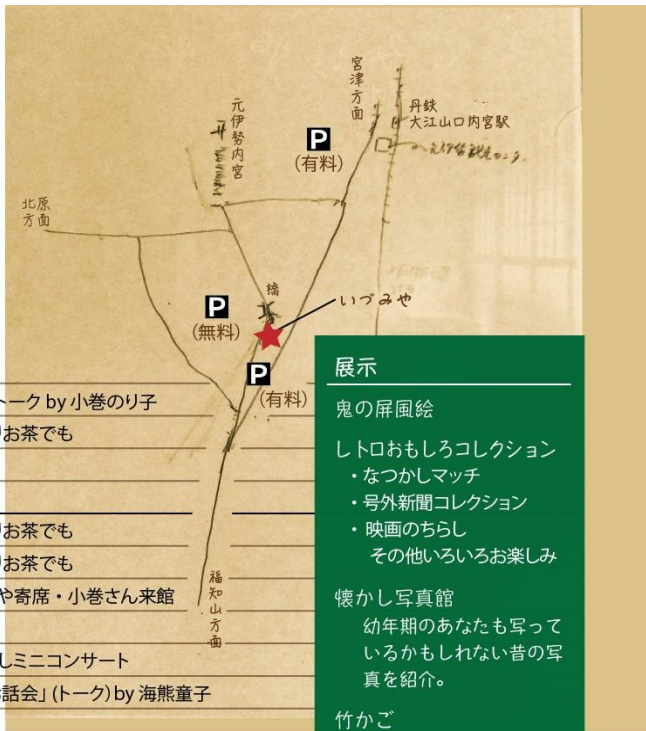 宮津方面
丹鉄
大江山口内宮駅
元伊勢内宮
P
(有料)
北原
方面
橋
いづみや
P
(無料)
P
(有料)
福知山方面
トーク by 小巻のり子
お茶でも
お茶でも
お茶でも
や寄席・小巻さん来館
しミニコンサート
話会」(トーク) by 海熊童子
展示
鬼の屏風絵
レトロおもしろコレクション
・なつかしマッチ
・号外新聞コレクション
・映画のちらし
その他いろいろお楽しみ
懐かし写真館
幼年期のあなたも写って
いるかもしれない昔の写
真を紹介。
竹かご